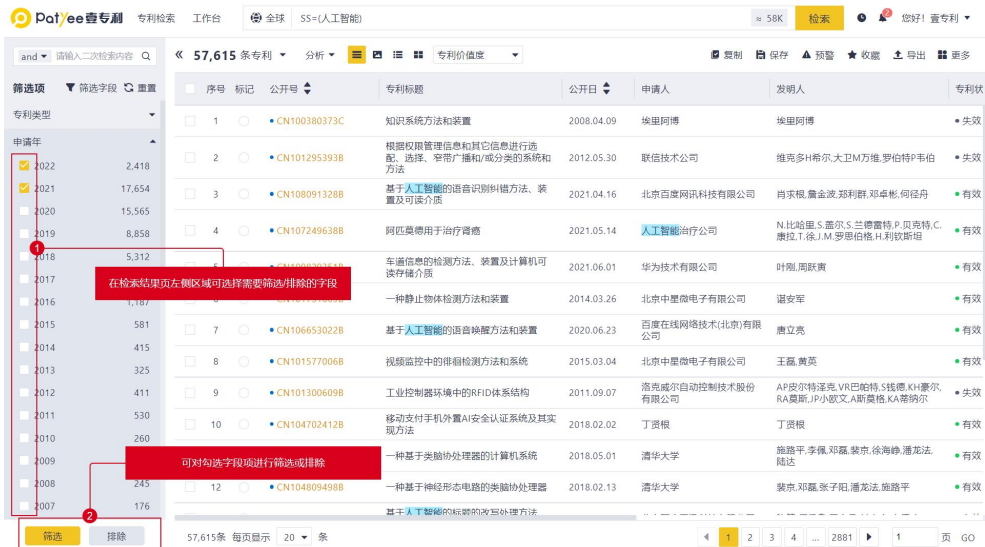 Patyee壹专利 专利检索 工作台 全球 SS=(人工智能) ≈ 58K 检索 2 您好！壹专利
and 请输入二次检索内容
57,615 条专利 分析 专利价值度 复制 保存 预警 收藏 导出 更多
筛选项 筛选字段 重置
专利类型
申请年
2022 2,418
2021 17,654
2020 15,565
2019 8,858
2018 5,312
2017
2016 1,187
2015 581
2014 415
2013 325
2012 411
2011 530
2010 260
2009
2008 245
2007 176
筛选 排除
1
在检索结果页左侧区域可选择需要筛选/排除的字段
2
可对勾选字段项进行筛选或排除
序号 标记 公开号 专利标题 公开日 申请人 发明人 专利状
1 CN100380373C 知识系统方法和装置 2008.04.09 埃里阿博 埃里阿博 失效
2 CN101295393B 根据权限管理信息和其它信息进行选
配、选择、窄带广播和/或分类的系统和
方法 2012.05.30 联信技术公司 维克多H希尔,大卫M万维,罗伯特P韦伯 失效
3 CN108091328B 基于人工智能的语音识别纠错方法、装
置及可读介质 2021.04.16 北京百度网讯科技有限公司 肖求根,詹金波,郑利群,邓卓彬,何径舟 有效
4 CN107249638B 阿匹莫德用于治疗肾癌 2021.05.14 人工智能治疗公司 N.比哈里,S.盖尔,S.兰德雷特,P.贝克特,C.
康拉,T.徐,J.M.罗思伯格,H.利钦斯坦 有效
车道信息的检测方法、装置及计算机可
读存储介质 2021.06.01 华为技术有限公司 叶刚,周跃寅 有效
一种静止物体检测方法和装置 2014.03.26 北京中星微电子有限公司 谌安军 有效
7 CN106653022B 基于人工智能的语音唤醒方法和装置 2020.06.23 百度在线网络技术(北京)有限
公司 唐立亮 有效
8 CN101577006B 视频监控中的徘徊检测方法和系统 2015.03.04 北京中星微电子有限公司 王磊,黄英 有效
9 CN101300609B 工业控制器环境中的RFID体系结构 2011.09.07 洛克威尔自动控制技术股份
有限公司 AP皮尔特泽克,VR巴帕特,S钱德,KH豪尔,
RA莫斯,JP小欧文,A斯莫格,KA蒂纳尔 失效
10 CN104702412B 移动支付手机外置AI安全认证系统及其实
现方法 2018.02.02 丁贤根 丁贤根 有效
一种基于类脑协处理器的计算机系统 2018.05.01 清华大学 施路平,李佩,邓磊,裴京,徐海峥,潘龙法,
陆达 有效
12 CN104809498B 一种基于神经形态电路的类脑协处理器 2018.02.13 清华大学 裴京,邓磊,张子阳,潘龙法,施路平 有效
基于人工智能的标题的改写处理方法
57,615条 每页显示 20 条 1 2 3 4 ... 2881 1 页 GO